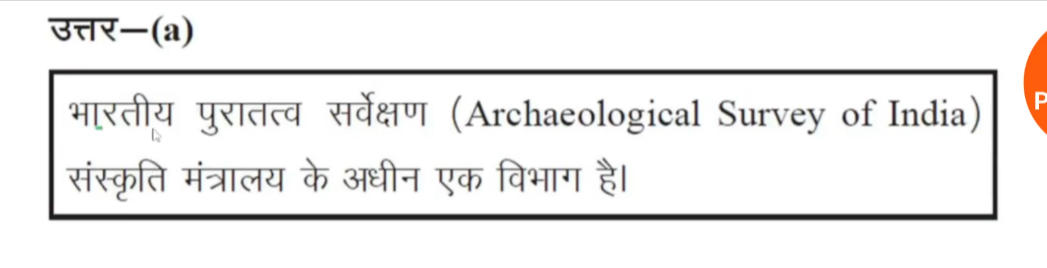 उत्तर–(a)
भारतीय पुरातत्व सर्वेक्षण (Archaeological Survey of India)
संस्कृति मंत्रालय के अधीन एक विभाग है।
P